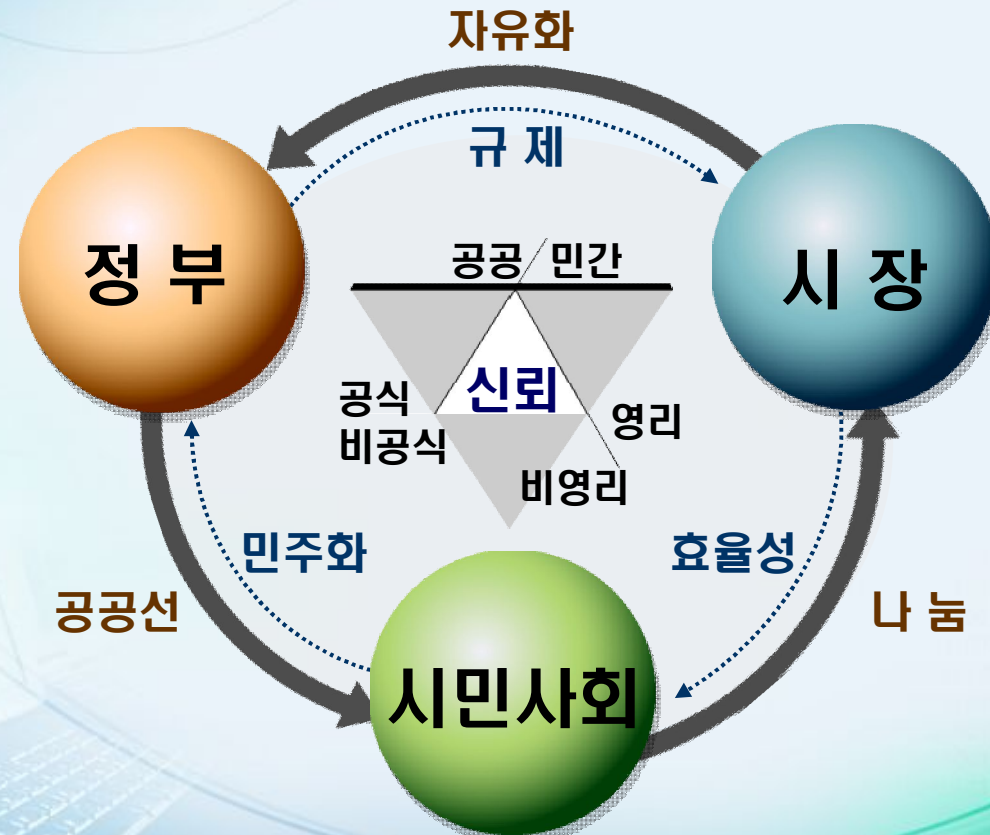 자유화
규 제
정 부
시 장
공공 / 민간
신뢰
공식
비공식
영리
비영리
민주화
효율성
공공선
나 눔
시민사회